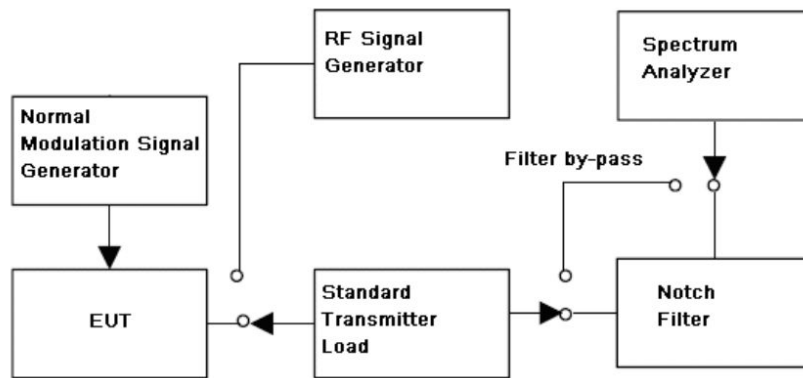 RF Signal
Generator
Spectrum
Analyzer
Normal
Modulation Signal
Generator
Filter by-pass
EUT
Standard
Transmitter
Load
Notch
Filter